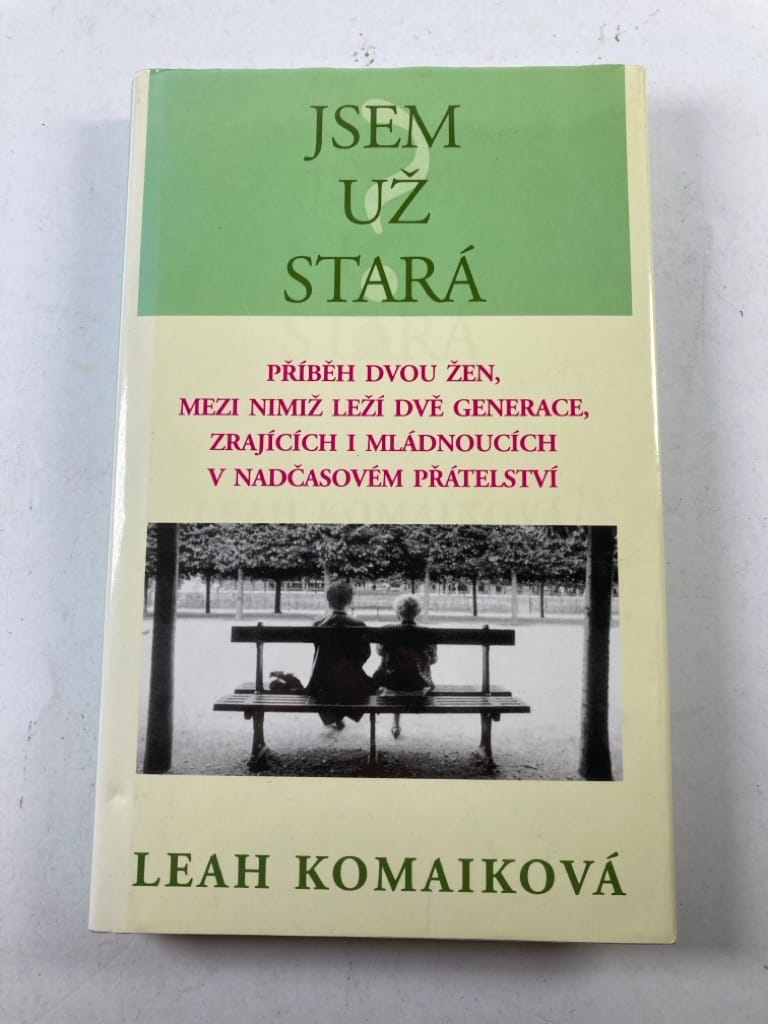 JSEM
UŽ
STARÁ
?
PŘÍBĚH DVOU ŽEN,
MEZI NIMIŽ LEŽÍ DVĚ GENERACE,
ZRAJÍCÍCH I MLÁDNOUCÍCH
V NADČASOVÉM PŘÁTELSTVÍ
LEAH KOMAIKOVÁ